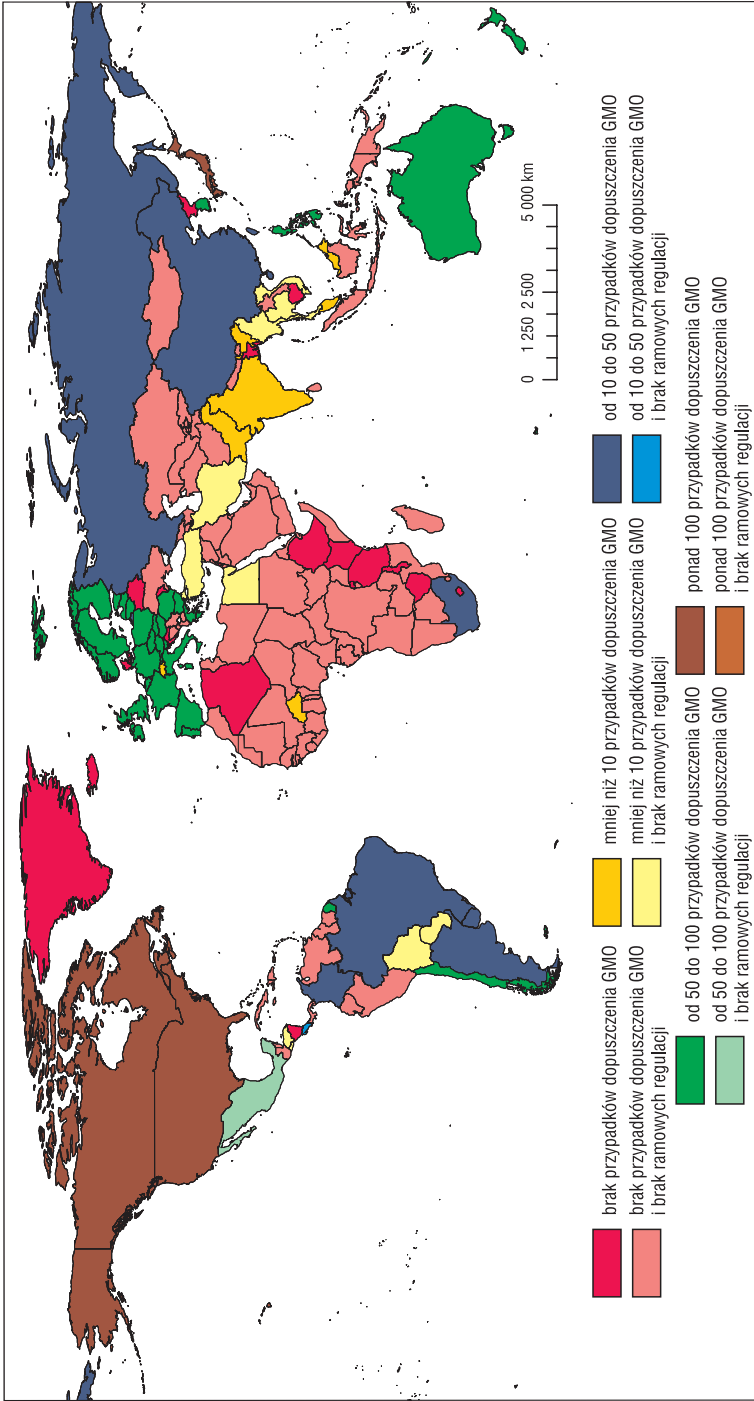 0 1 250 2 500 5 000 km
brak przypadków dopuszczenia GMO
brak przypadków dopuszczenia GMO
i brak ramowych regulacji
mniej niż 10 przypadków dopuszczenia GMO
mniej niż 10 przypadków dopuszczenia GMO
i brak ramowych regulacji
od 10 do 50 przypadków dopuszczenia GMO
od 10 do 50 przypadków dopuszczenia GMO
i brak ramowych regulacji
od 50 do 100 przypadków dopuszczenia GMO
od 50 do 100 przypadków dopuszczenia GMO
i brak ramowych regulacji
ponad 100 przypadków dopuszczenia GMO
ponad 100 przypadków dopuszczenia GMO
i brak ramowych regulacji